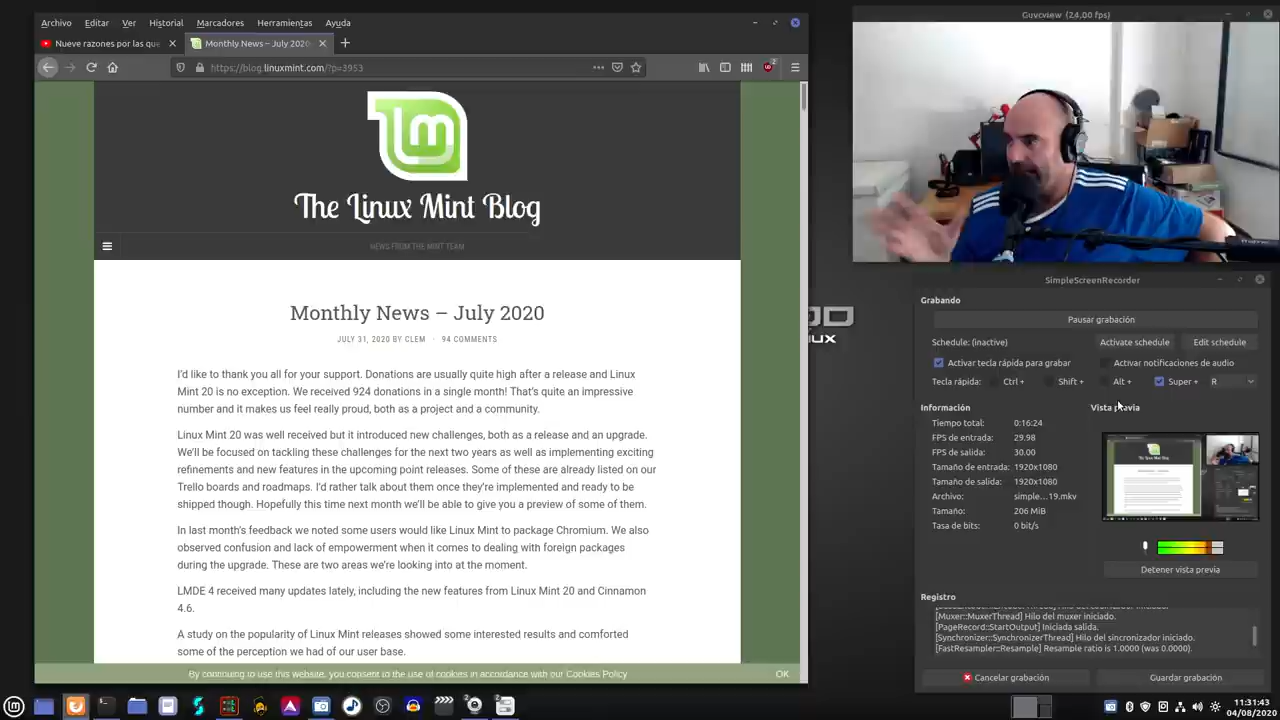 Archivo Editar Ver Historial Marcadores Herramientas Ayuda
Nueve razones por las que
Monthly News – July 2020
https://blog.linuxmint.com/?p=3953
The Linux Mint Blog
NEWS FROM THE MINT TEAM
Monthly News – July 2020
JULY 31, 2020 BY CLEM · 94 COMMENTS
I’d like to thank you all for your support. Donations are usually quite high after a release and Linux
Mint 20 is no exception. We received 924 donations in a single month! That’s quite an impressive
number and it makes us feel really proud, both as a project and a community.
Linux Mint 20 was well received but it introduced new challenges, both as a release and an upgrade.
We’ll be focused on tackling these challenges for the next two years as well as implementing exciting
refinements and new features in the upcoming point releases. Some of these are already listed on our
Trello boards and roadmaps. I’d rather talk about them once they’re implemented and ready to be
shipped though. Hopefully this time next month we’ll be able to give you a preview of some of them.
In last month’s feedback we noted some users would like Linux Mint to package Chromium. We also
observed confusion and lack of empowerment when it comes to dealing with foreign packages
during the upgrade. These are two areas we’re looking into at the moment.
LMDE 4 received many updates lately, including the new features from Linux Mint 20 and Cinnamon
4.6.
A study on the popularity of Linux Mint releases showed some interested results and comforted
some of the perception we had of our user base.
By continuing to use this website, you consent to the use of cookies in accordance with our Cookies Policy
OK
Guvcview (24,00 fps)
SimpleScreenRecorder
Grabando
Pausar grabación
Schedule: (inactive) Activate schedule Edit schedule
Activar tecla rápida para grabar Activar notificaciones de audio
Tecla rápida: Ctrl + Shift + Alt + Super + R
Información
Tiempo total: 0:16:24
FPS de entrada: 29.98
FPS de salida: 30.00
Tamaño de entrada: 1920x1080
Tamaño de salida: 1920x1080
Archivo: simple...19.mkv
Tamaño: 206 MiB
Tasa de bits: 0 bit/s
Vista previa
Detener vista previa
Registro
[Muxer::MuxerThread] Hilo del muxer iniciado.
[PageRecord::StartOutput] Iniciada salida.
[Synchronizer::SynchronizerThread] Hilo del sincronizador iniciado.
[FastResampler::Resample] Resample ratio is 1.0000 (was 0.0000).
Cancelar grabación Guardar grabación
11:31:43
04/08/2020